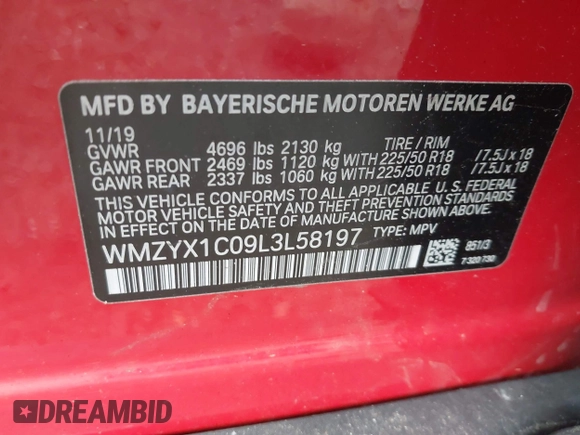 MFD BY BAYERISCHE MOTOREN WERKE AG
11/19
GVWR 4696 lbs 2130 kg TIRE / RIM
GAWR FRONT 2469 lbs 1120 kg WITH 225/50 R18 /7.5J x 18
GAWR REAR 2337 lbs 1060 kg WITH 225/50 R18 /7.5J x 18
THIS VEHICLE CONFORMS TO ALL APPLICABLE U. S. FEDERAL
MOTOR VEHICLE SAFETY AND THEFT PREVENTION STANDARDS
IN EFFECT ON THE DATE OF MANUFACTURE SHOWN ABOVE.
WMZYX1C09L3L58197 TYPE: MPV
851/3
7 320 730
DREAMBID